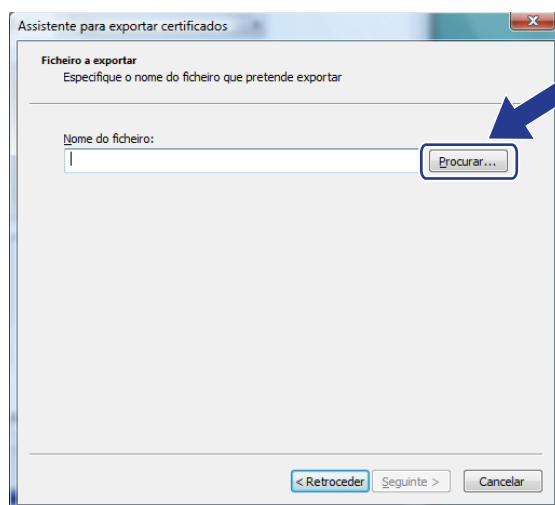 Assistente para exportar certificados
Ficheiro a exportar
Especifique o nome do ficheiro que pretende exportar
Nome do ficheiro:
Procurar...
< Retroceder Seguinte > Cancelar